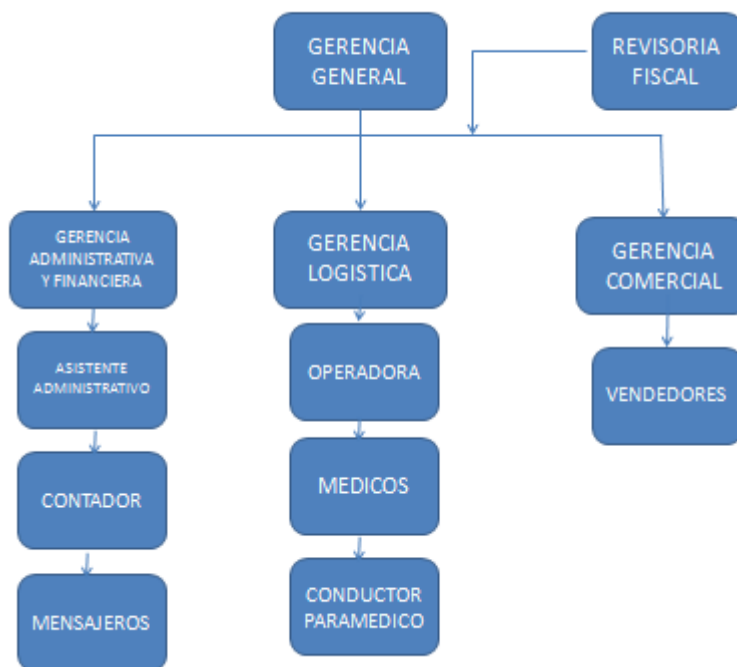 GERENCIA
GENERAL
REVISORIA
FISCAL
GERENCIA
ADMINISTRATIVA
Y FINANCIERA
GERENCIA
LOGISTICA
GERENCIA
COMERCIAL
ASISTENTE
ADMINISTRATIVO
OPERADORA
VENDEDORES
CONTADOR
MEDICOS
MENSAJEROS
CONDUCTOR
PARAMEDICO